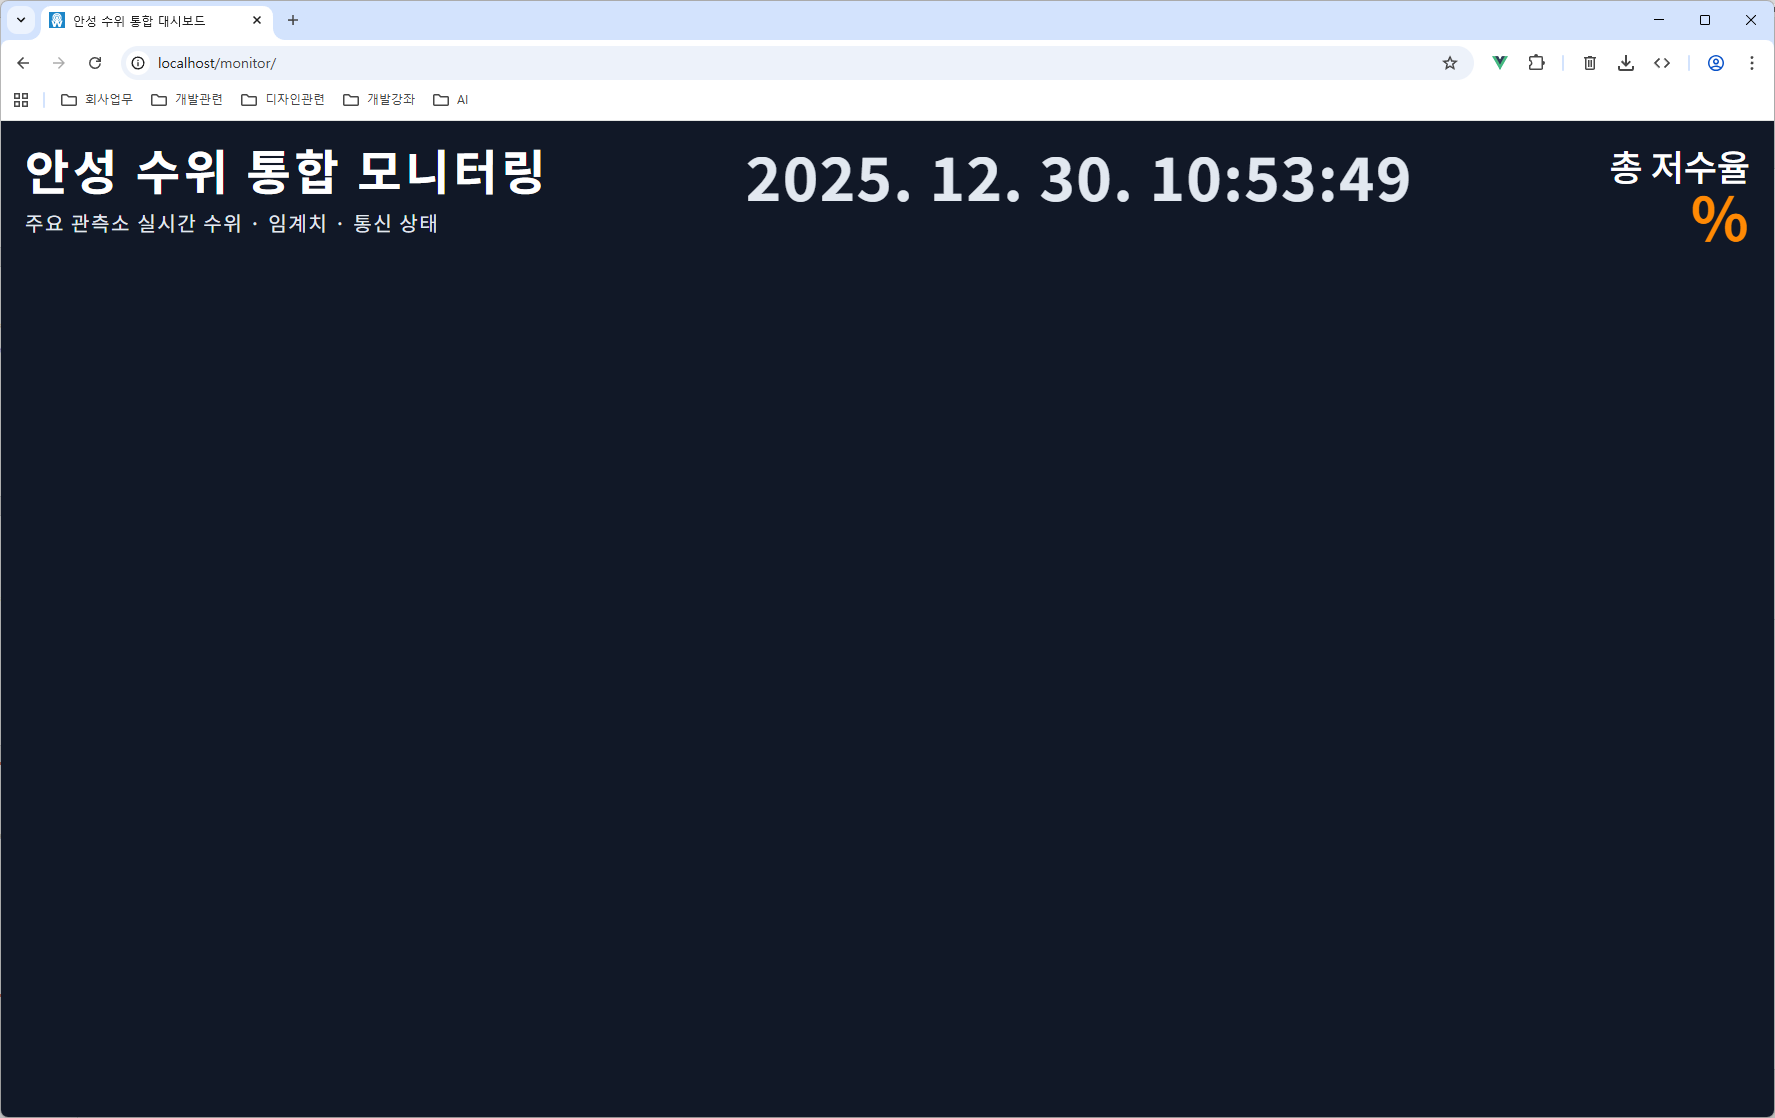 안성 수위 통합 대시보드
localhost/monitor/
회사업무 개발관련 디자인관련 개발강좌 AI
안성 수위 통합 모니터링
주요 관측소 실시간 수위 · 임계치 · 통신 상태
2025. 12. 30. 10:53:49
총 저수율
%